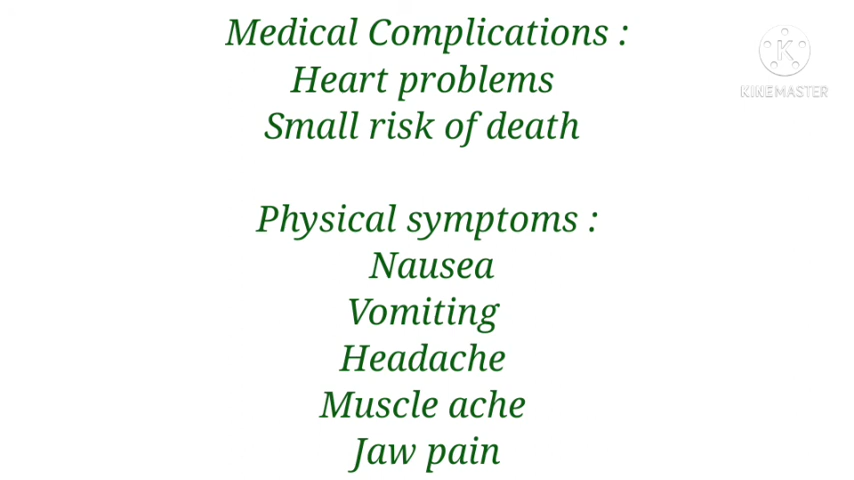 Medical Complications :
Heart problems
Small risk of death
Physical symptoms :
Nausea
Vomiting
Headache
Muscle ache
Jaw pain
K
KINEMASTER